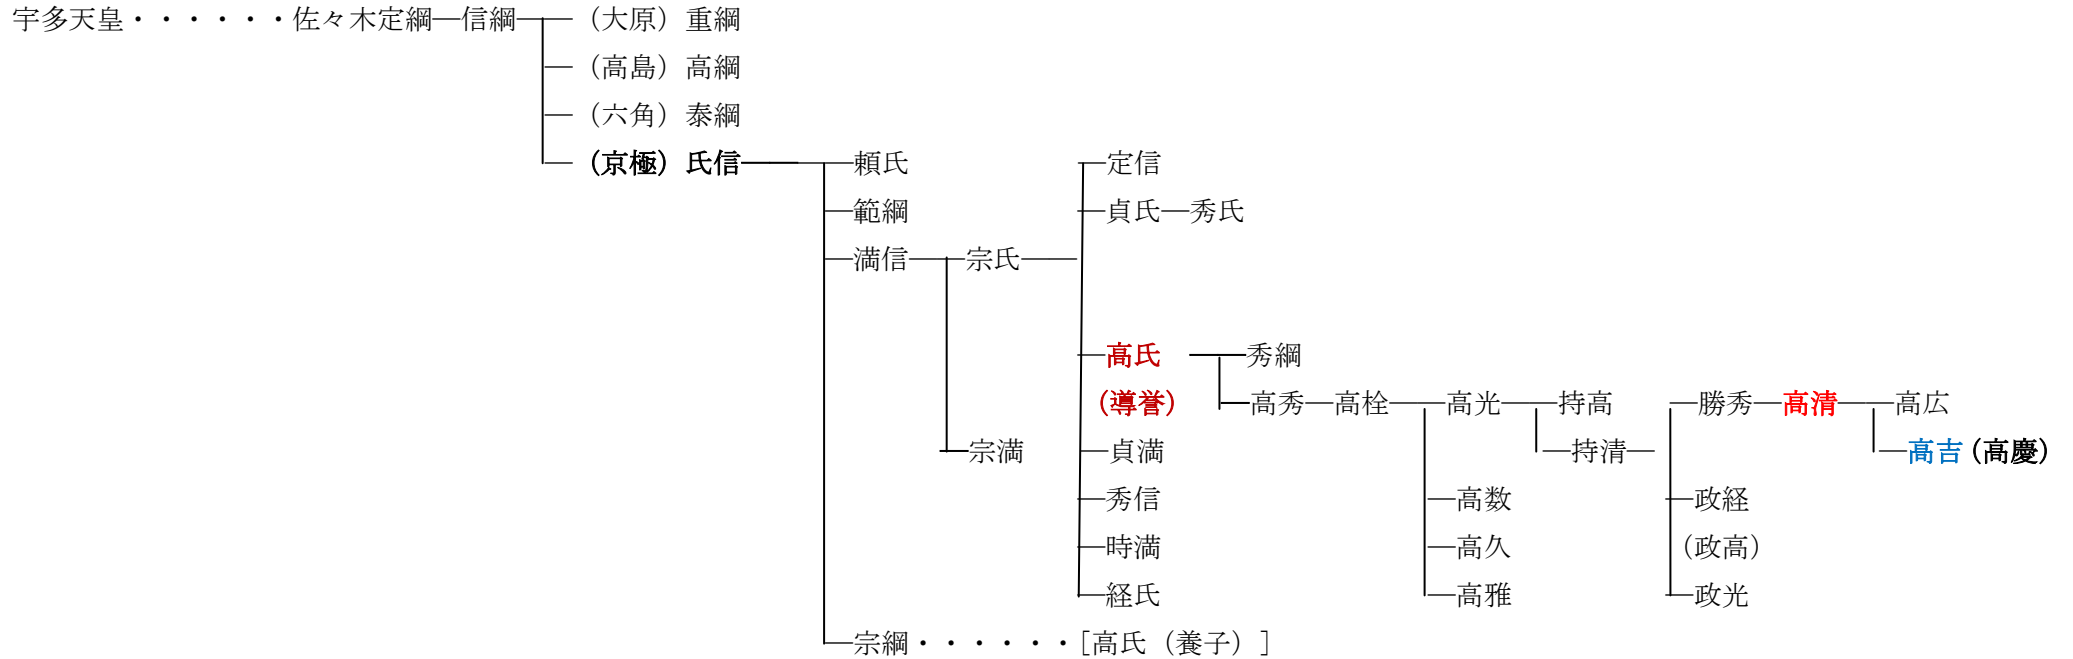 宇多天皇・・・・・・佐々木定綱―信綱――（大原）重綱
―（高島）高綱
―（六角）泰綱
―（京極）氏信―――頼氏 ―定信
―範綱 ―貞氏―秀氏
―満信――宗氏――
―高氏 ――秀綱
（導誉） ―高秀―高栓――高光――持高 ―勝秀―高清――高広
―宗満 ―貞満 ―持清― ―高吉（高慶）
―秀信 ―高数 ―政経
―時満 ―高久 （政高）
―経氏 ―高雅 ―政光
―宗綱・・・・・・［高氏（養子）］